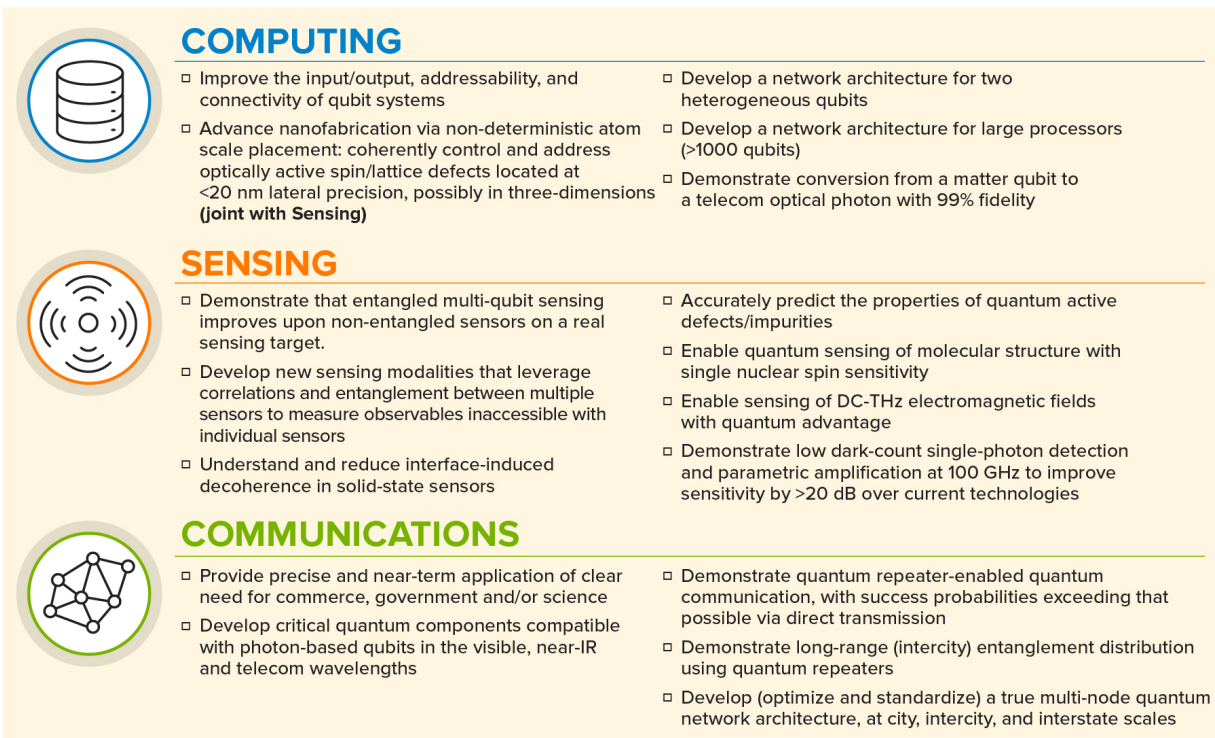 COMPUTING
▫ Improve the input/output, addressability, and
connectivity of qubit systems
▫ Advance nanofabrication via non-deterministic atom
scale placement: coherently control and address
optically active spin/lattice defects located at
<20 nm lateral precision, possibly in three-dimensions
(joint with Sensing)
▫ Develop a network architecture for two
heterogeneous qubits
▫ Develop a network architecture for large processors
(>1000 qubits)
▫ Demonstrate conversion from a matter qubit to
a telecom optical photon with 99% fidelity
SENSING
▫ Demonstrate that entangled multi-qubit sensing
improves upon non-entangled sensors on a real
sensing target.
▫ Develop new sensing modalities that leverage
correlations and entanglement between multiple
sensors to measure observables inaccessible with
individual sensors
▫ Understand and reduce interface-induced
decoherence in solid-state sensors
▫ Accurately predict the properties of quantum active
defects/impurities
▫ Enable quantum sensing of molecular structure with
single nuclear spin sensitivity
▫ Enable sensing of DC-THz electromagnetic fields
with quantum advantage
▫ Demonstrate low dark-count single-photon detection
and parametric amplification at 100 GHz to improve
sensitivity by >20 dB over current technologies
COMMUNICATIONS
▫ Provide precise and near-term application of clear
need for commerce, government and/or science
▫ Develop critical quantum components compatible
with photon-based qubits in the visible, near-IR
and telecom wavelengths
▫ Demonstrate quantum repeater-enabled quantum
communication, with success probabilities exceeding that
possible via direct transmission
▫ Demonstrate long-range (intercity) entanglement distribution
using quantum repeaters
▫ Develop (optimize and standardize) a true multi-node quantum
network architecture, at city, intercity, and interstate scales